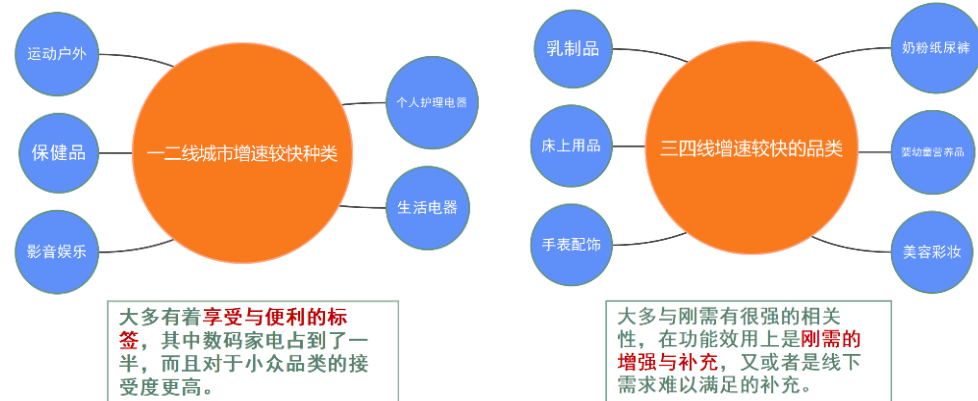 运动户外
保健品
影音娱乐
一二线城市增速较快种类
个人护理电器
生活电器
大多有着享受与便利的标
签，其中数码家电占到了一
半，而且对于小众品类的接
受度更高。
乳制品
床上用品
手表配饰
三四线增速较快的品类
奶粉纸尿裤
婴幼童营养品
美容彩妆
大多与刚需有很强的相关
性，在功能效用上是刚需的
增强与补充，又或者是线下
需求难以满足的补充。